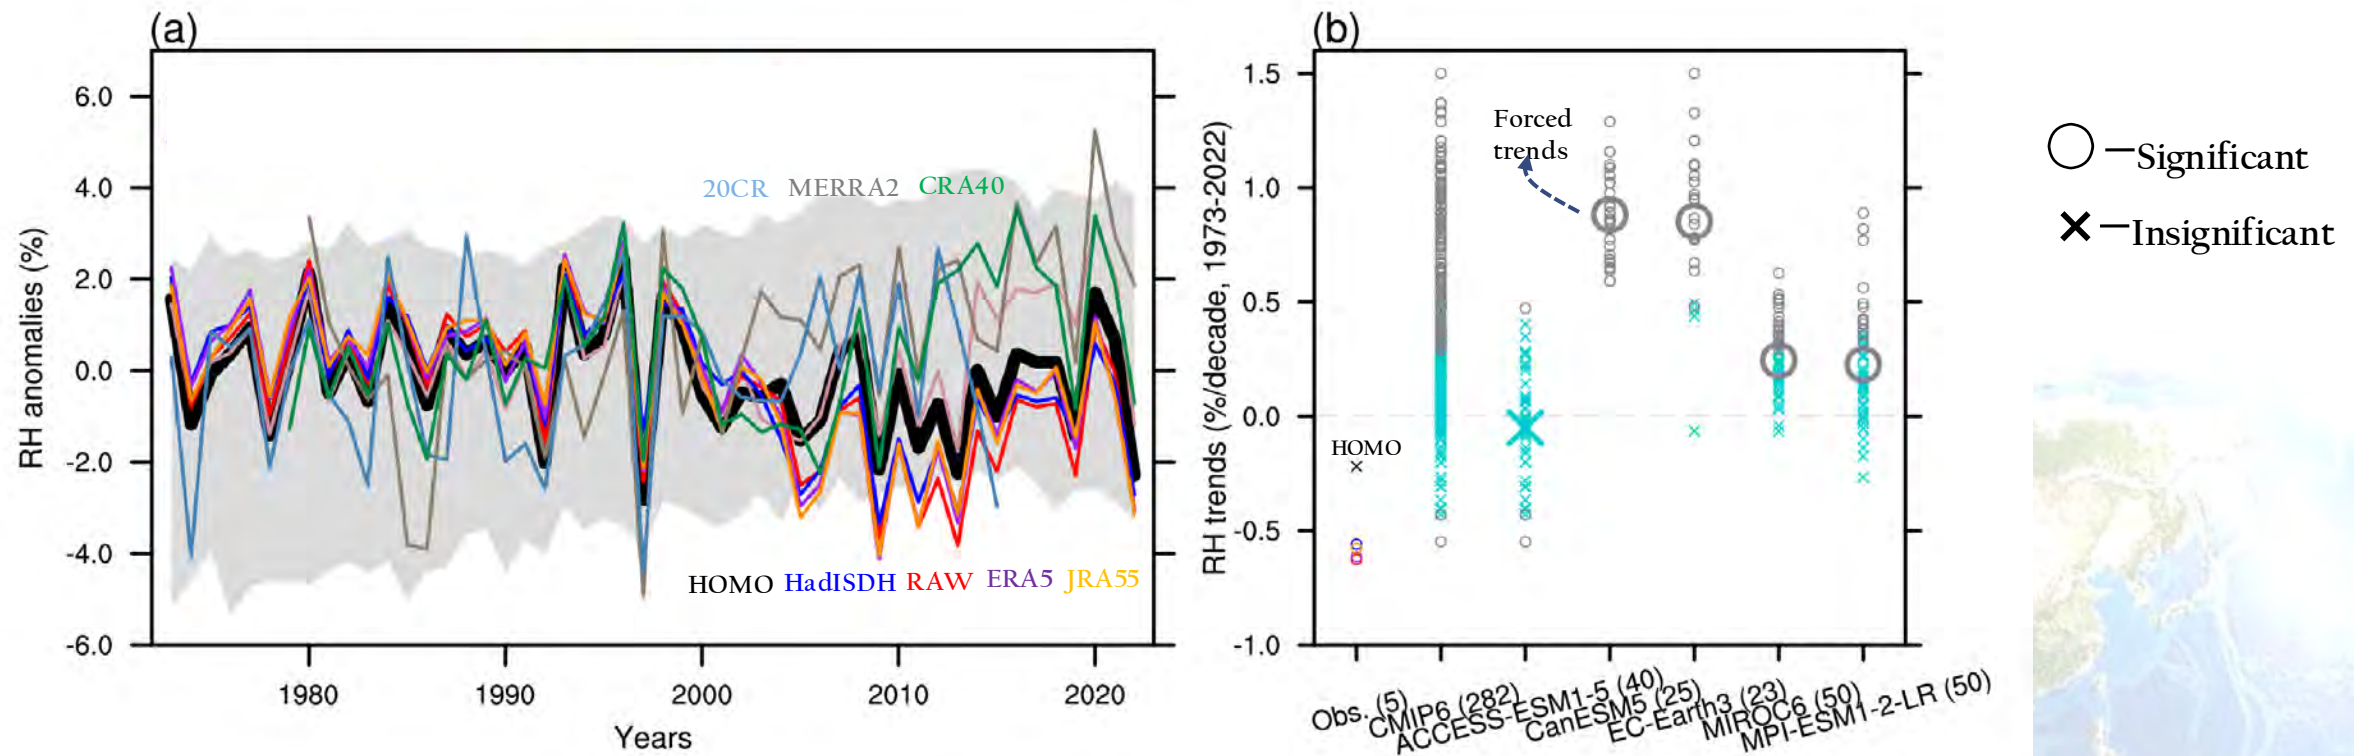 (a)
6.0
4.0
2.0
0.0
-2.0
-4.0
-6.0
RH anomalies (%)
20CR MERRA2 CRA40
HOMO HadISDH RAW ERA5 JRA55
1980 1990 2000 2010 2020
Years
(b)
1.5
1.0
0.5
0.0
-0.5
-1.0
RH trends (%/decade, 1973-2022)
Forced
trends
HOMO
Obs. (5)
CMIP6 (282)
ACCESS-ESM1-5 (40)
CanESM5 (25)
EC-Earth3 (23)
MIROC6 (50)
MPI-ESM1-2-LR (50)
—Significant
—Insignificant